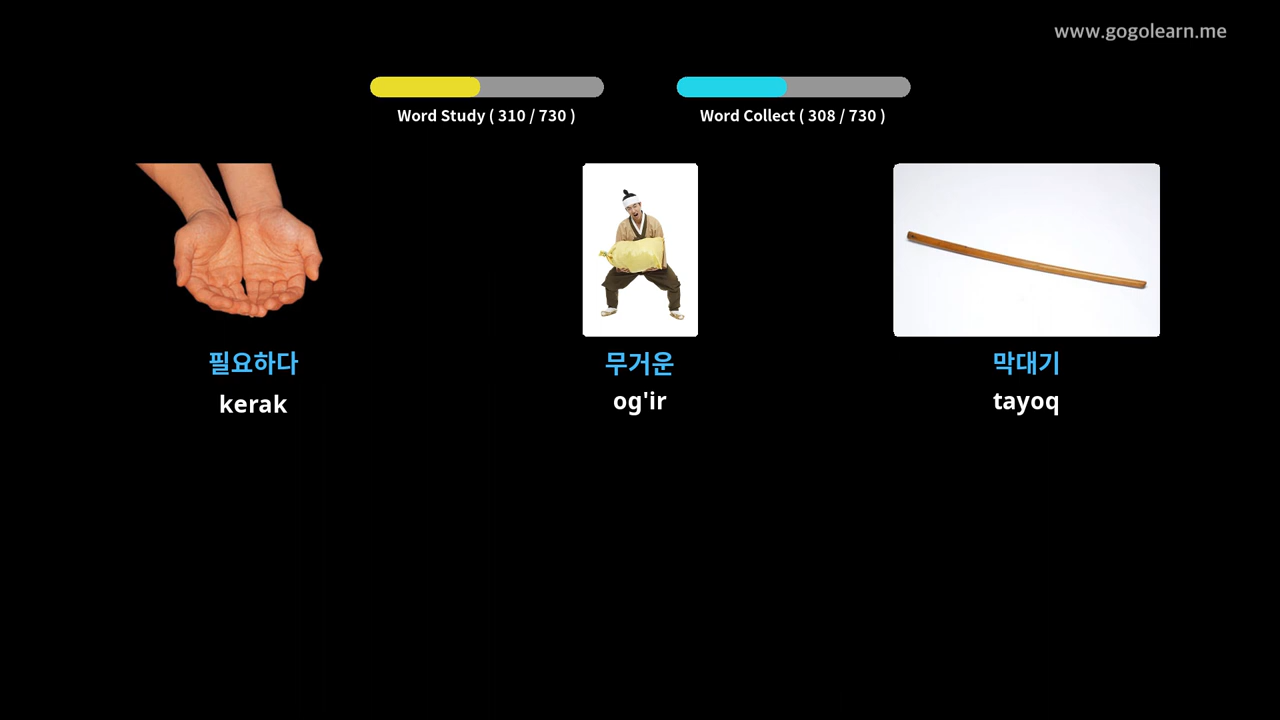 www.gogolearn.me
Word Study ( 310 / 730 )
Word Collect ( 308 / 730 )
필요하다
무거운
막대기
kerak
og'ir
tayoq